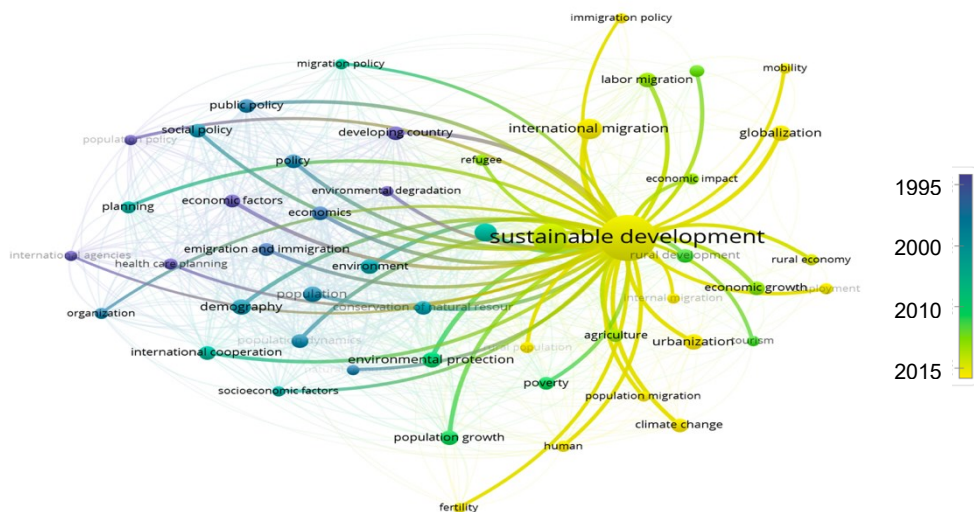 immigration policy
migration policy
mobility
labor migration
public policy
social policy
developing country
international migration
globalization
population policy
policy
refugee
economic impact
environmental degradation
planning
economic factors
economics
sustainable development
emigration and immigration
international agencies
health care planning
environment
rural development
rural economy
economic growth
population
internal migration
demography
conservation of natural resour
organization
agriculture
population dynamics
urbanization
tourism
rural population
international cooperation
environmental protection
socioeconomic factors
poverty
population migration
climate change
population growth
human
fertility
1995
2000
2010
2015